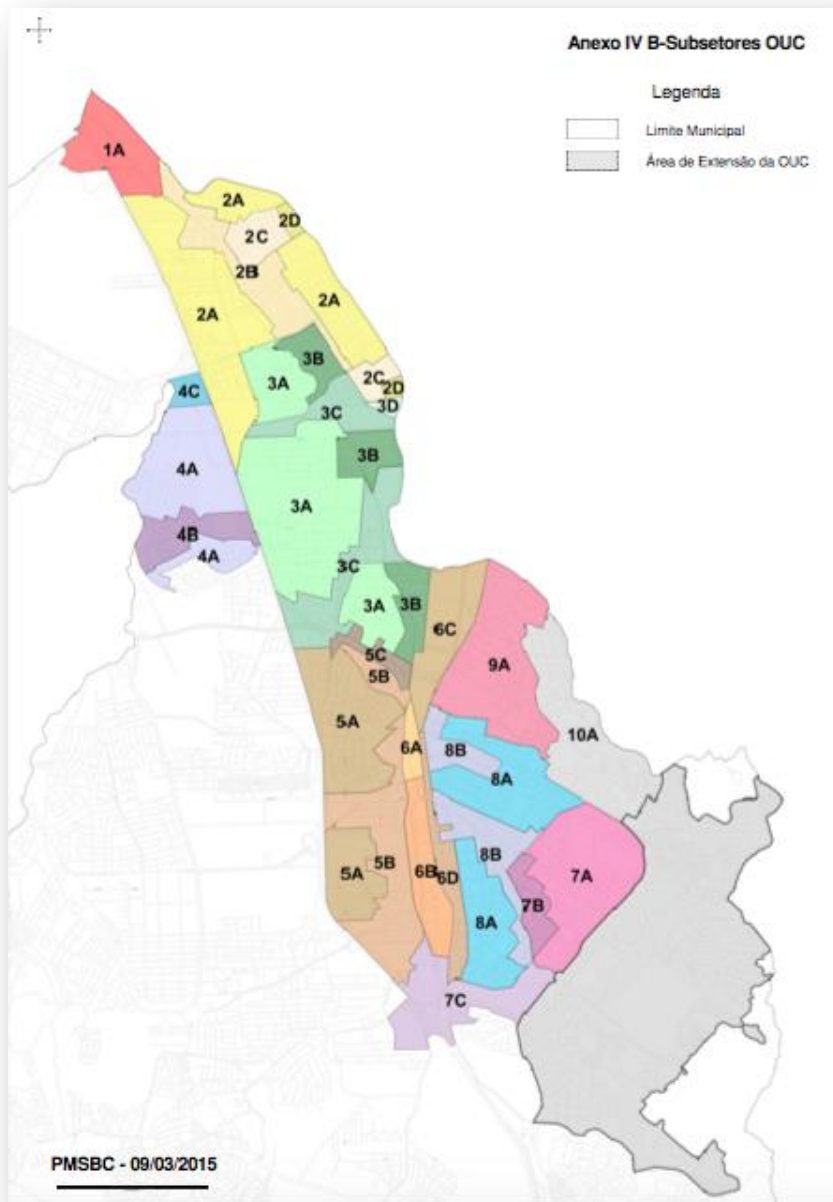 Anexo IV B-Subsetores OUC
Legenda
Limite Municipal
Área de Extensão da OUC
1A
2A
2D
2C
2B
2A
2A
3B
2C
4C
3A
2D
3D
3C
3B
4A
3A
4B
4A
3C
3A
3B
6C
5C
9A
5B
5A
10A
6A
8B
8A
8B
5B
5A
6B
6D
7A
7B
8A
7C
PMSBC - 09/03/2015